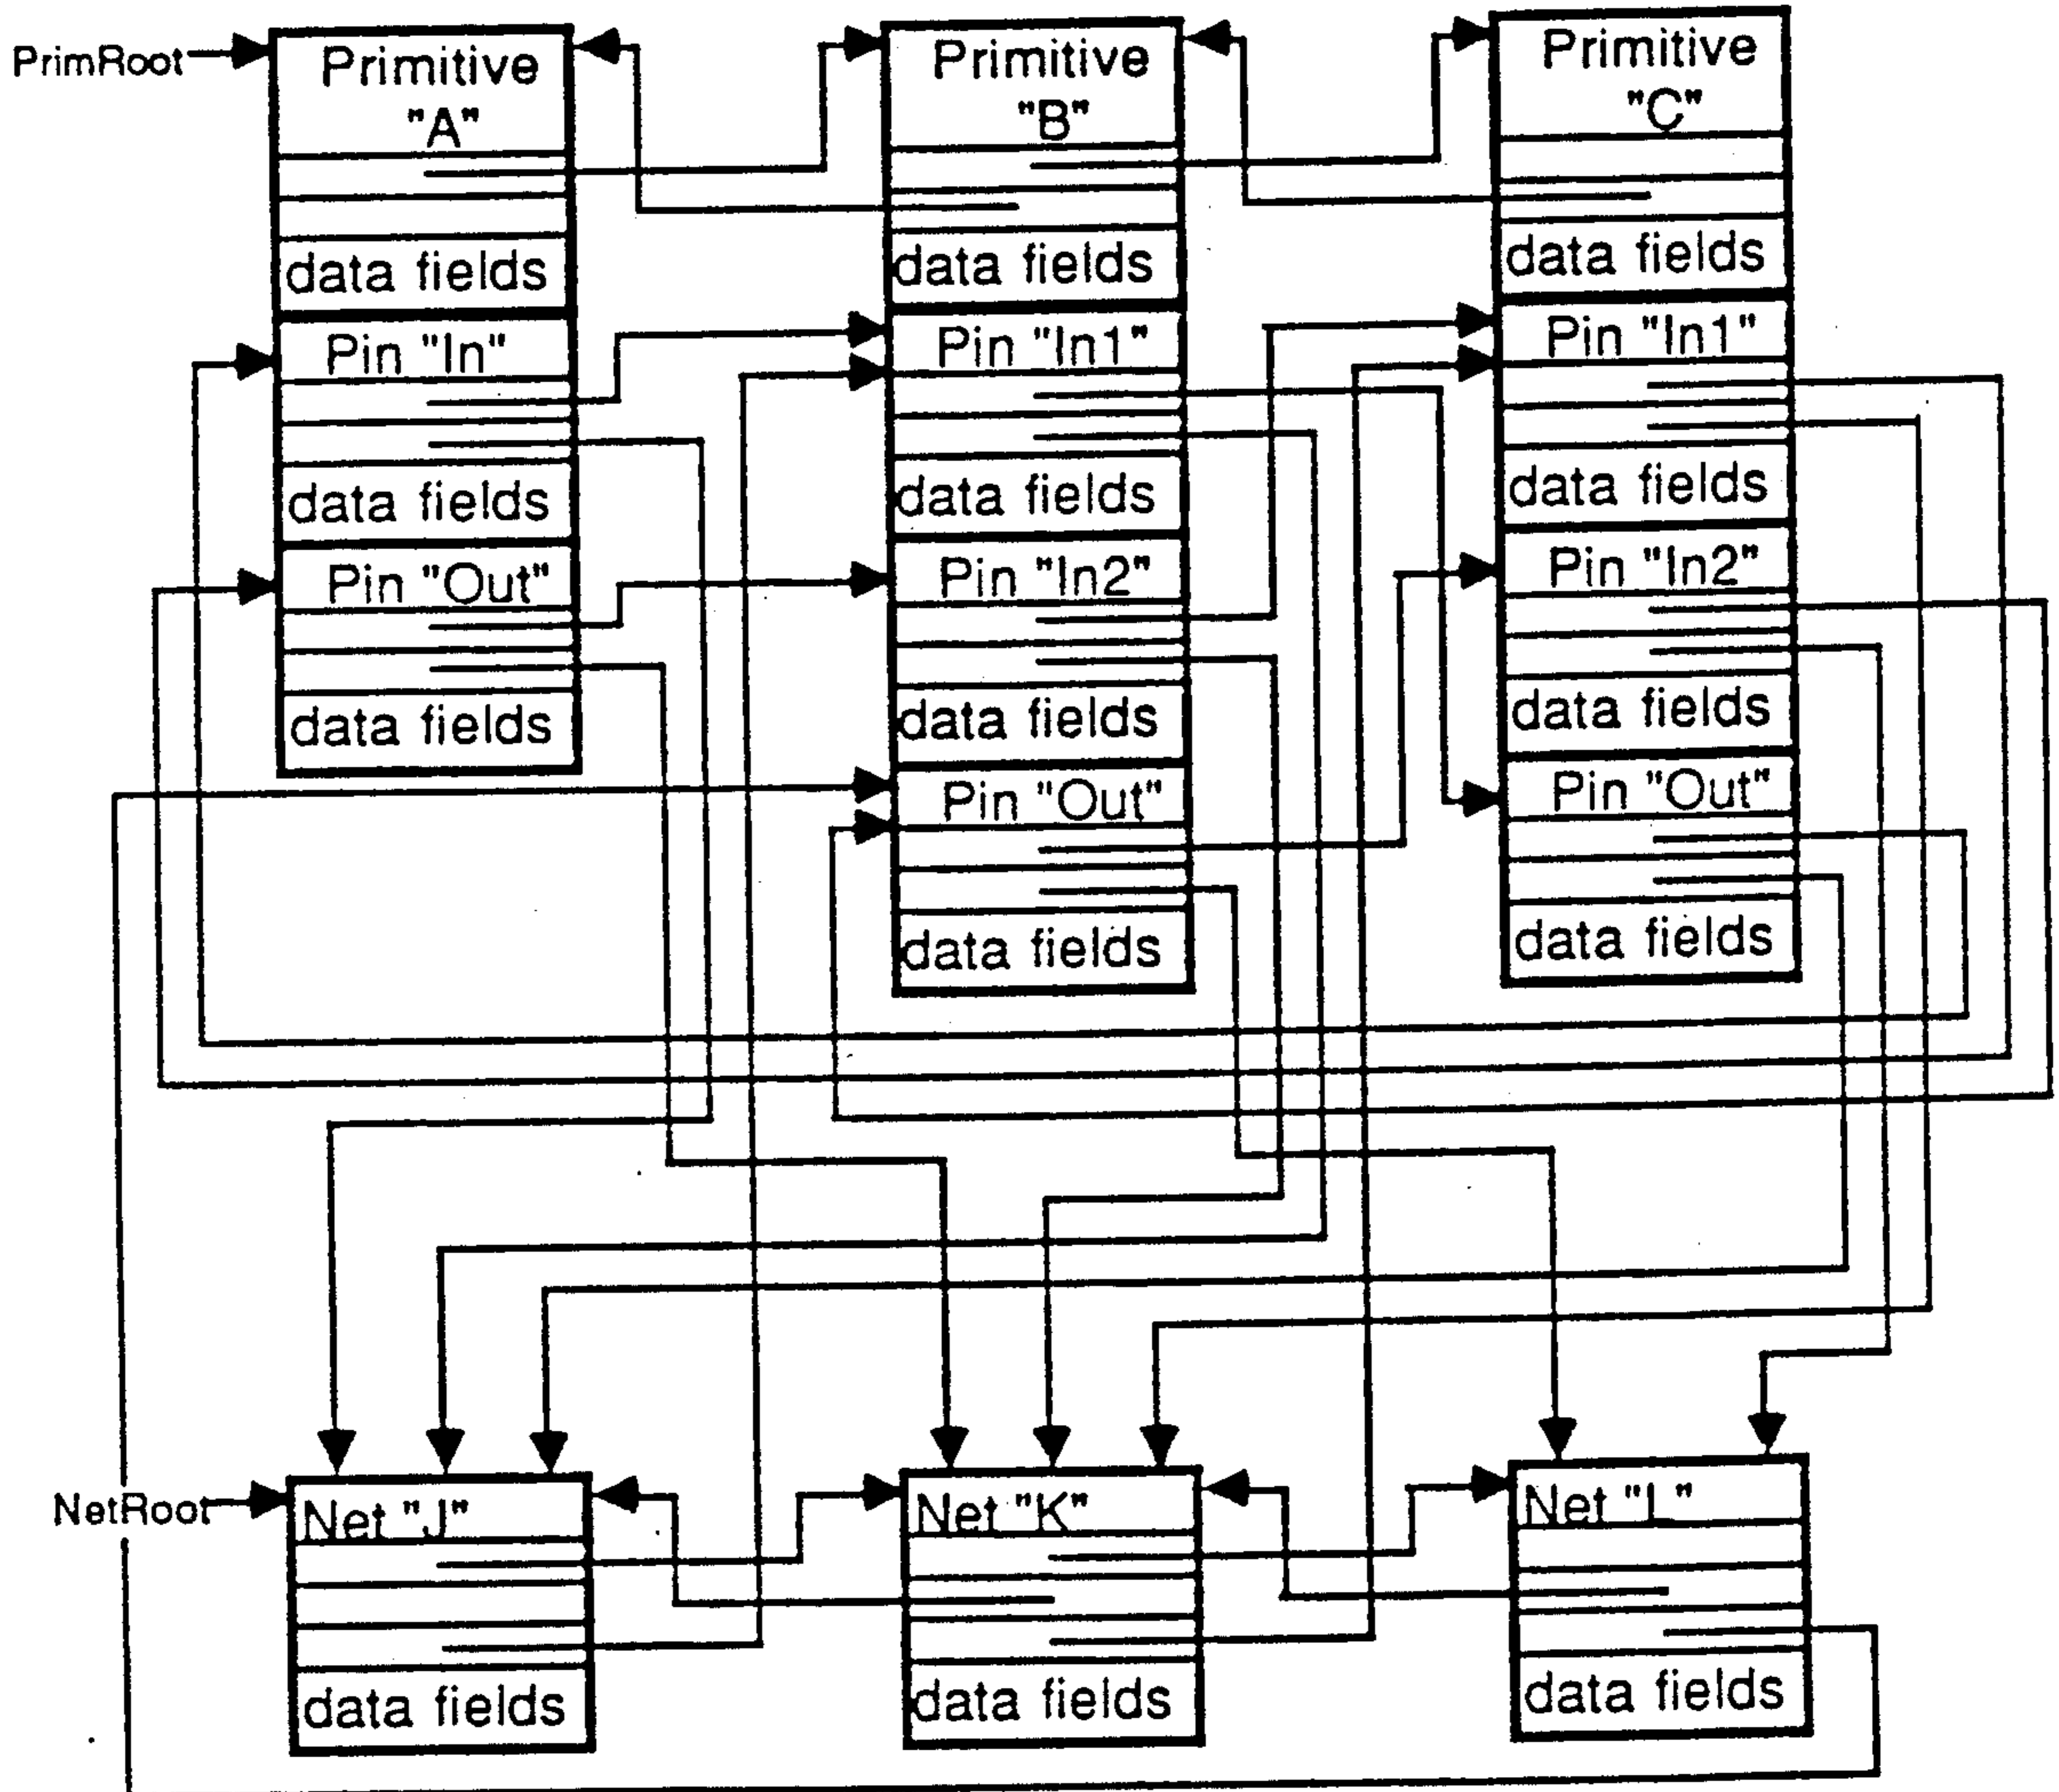 PrimRoot
Primitive
"A"
data fields
Pin "In"
data fields
Pin "Out"
data fields
Primitive
"B"
data fields
Pin "In1"
data fields
Pin "In2"
data fields
Pin "Out"
data fields
Primitive
"C"
data fields
Pin "In1"
data fields
Pin "In2"
data fields
Pin "Out"
data fields
NetRoot
Net "J"
data fields
Net "K"
data fields
Net "L"
data fields